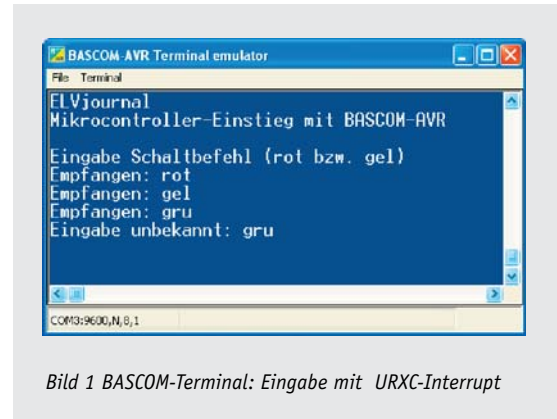 BASCOM-AVR Terminal emulator
File Terminal
ELVjournal
Mikrocontroller-Einstieg mit BASCOM-AVR
Eingabe Schaltbefehl (rot bzw. gel)
Empfangen: rot
Empfangen: gel
Empfangen: gru
Eingabe unbekannt: gru
COM3:9600,N,8,1
Bild 1 BASCOM-Terminal: Eingabe mit URXC-Interrupt